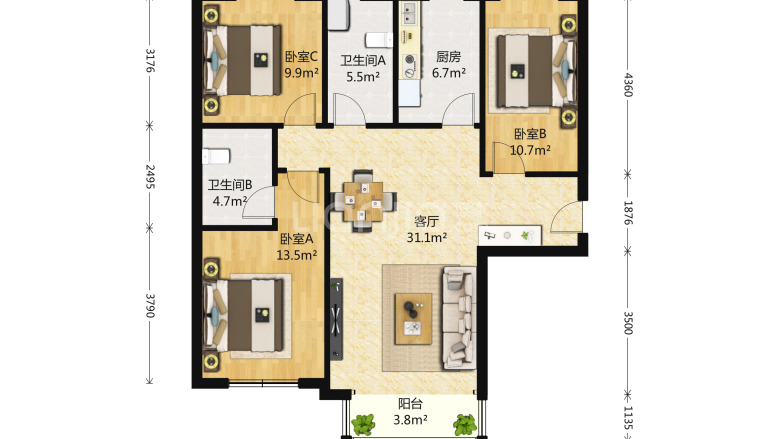 卧室C
9.9m²
卫生间A
5.5m²
厨房
6.7m²
卧室B
10.7m²
卫生间B
4.7m²
卧室A
13.5m²
客厅
31.1m²
阳台
3.8m²
3176
2495
3790
4360
1876
3500
1135